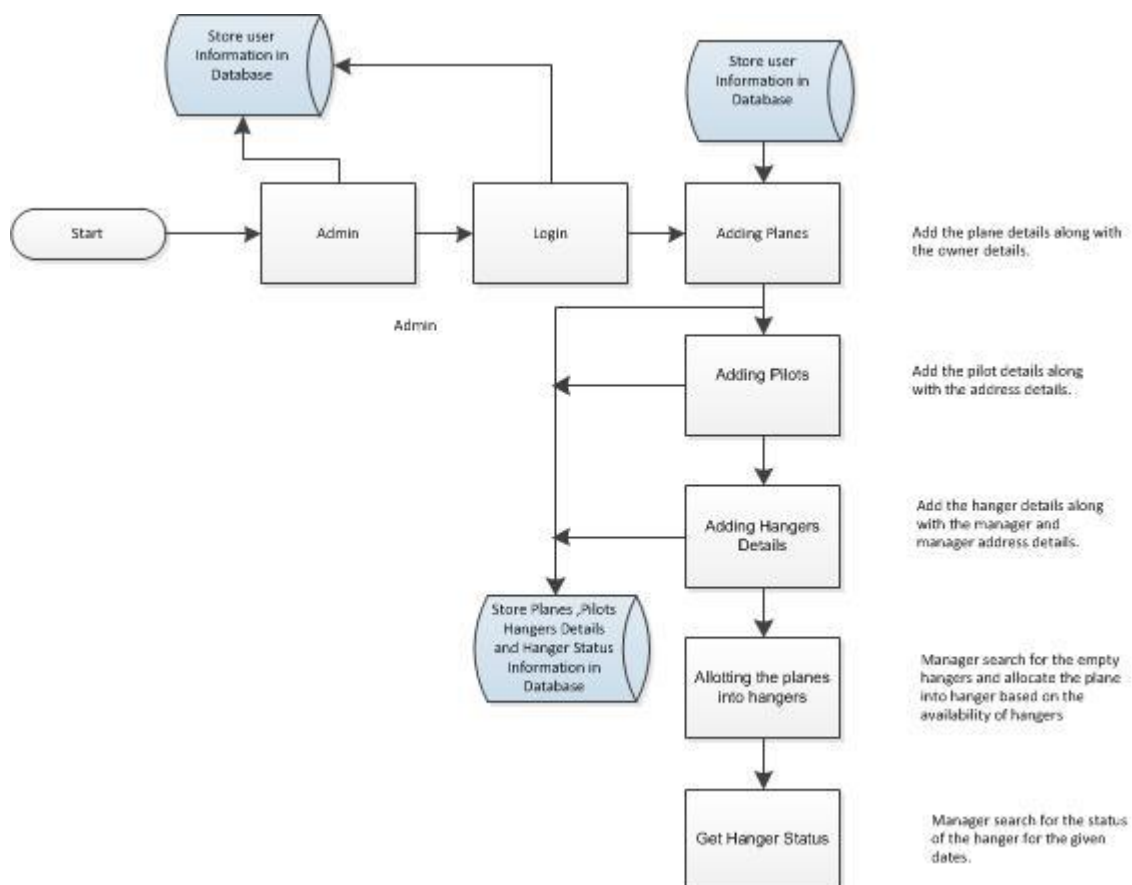 Store user
Information in
Database
Store user
Information in
Database
Start
Admin
Login
Adding Planes
Add the plane details along with
the owner details.
Admin
Adding Pilots
Add the pilot details along
with the address details.
Adding Hangers
Details
Add the hanger details along
with the manager and
manager address details.
Store Planes ,Pilots
Hangers Details
and Hanger Status
Information in
Database
Allotting the planes
into hangers
Manager search for the empty
hangers and allocate the plane
into hanger based on the
availability of hangers
Get Hanger Status
Manager search for the status
of the hanger for the given
dates.